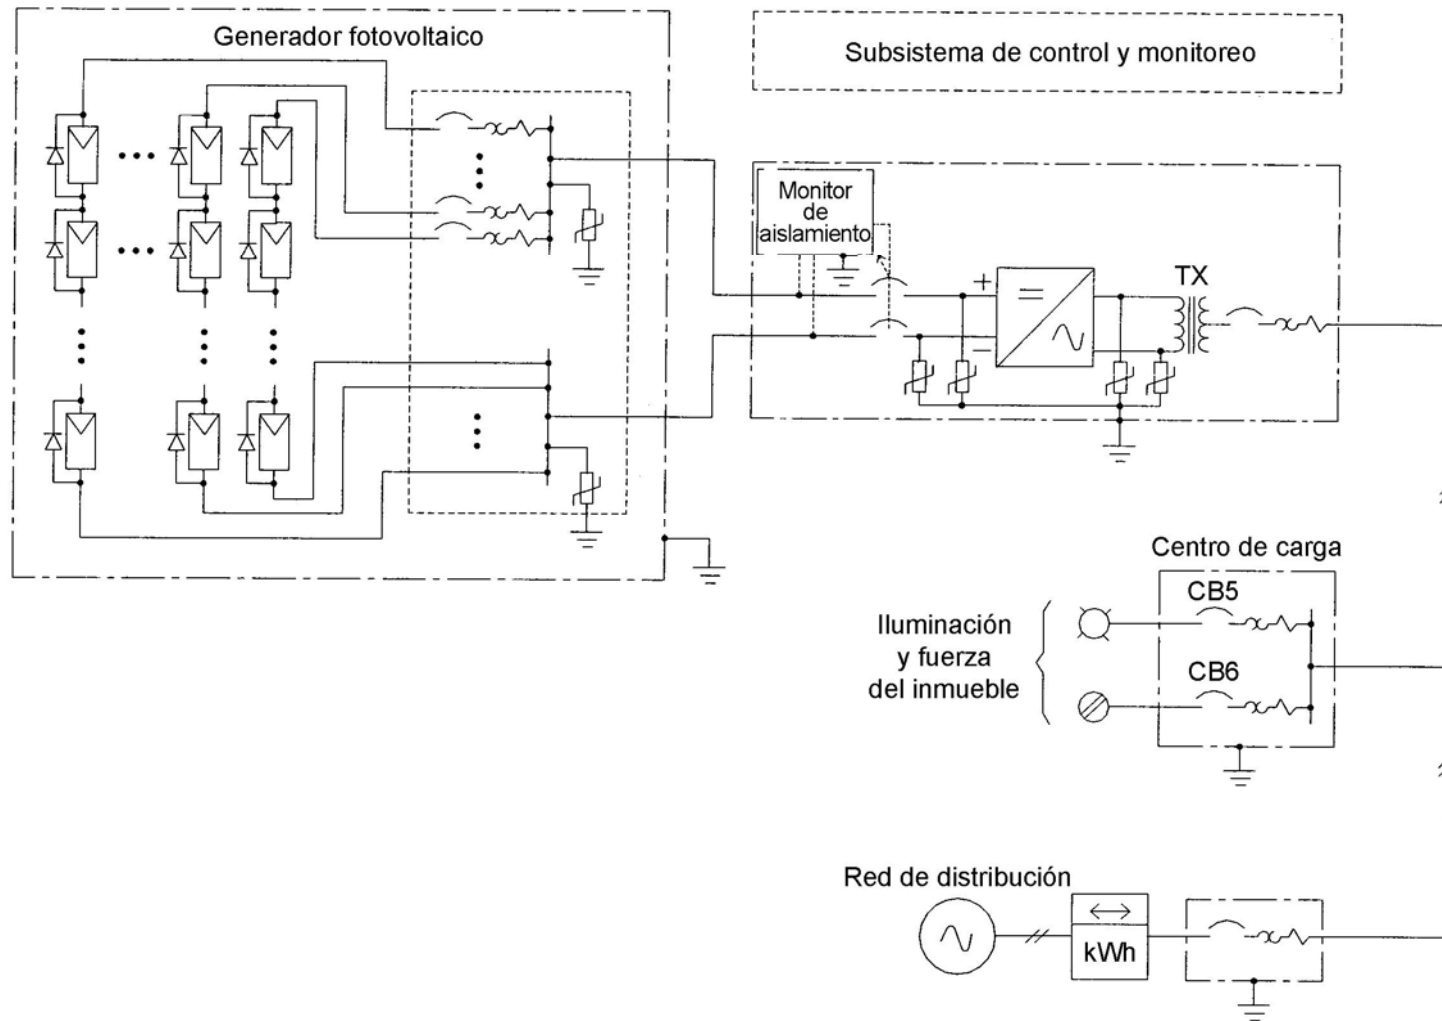 Generador fotovoltaico
Subsistema de control y monitoreo
Monitor
de
aislamiento
+
−
TX
Centro de carga
CB5
Iluminación
y fuerza
del inmueble
CB6
Red de distribución
kWh